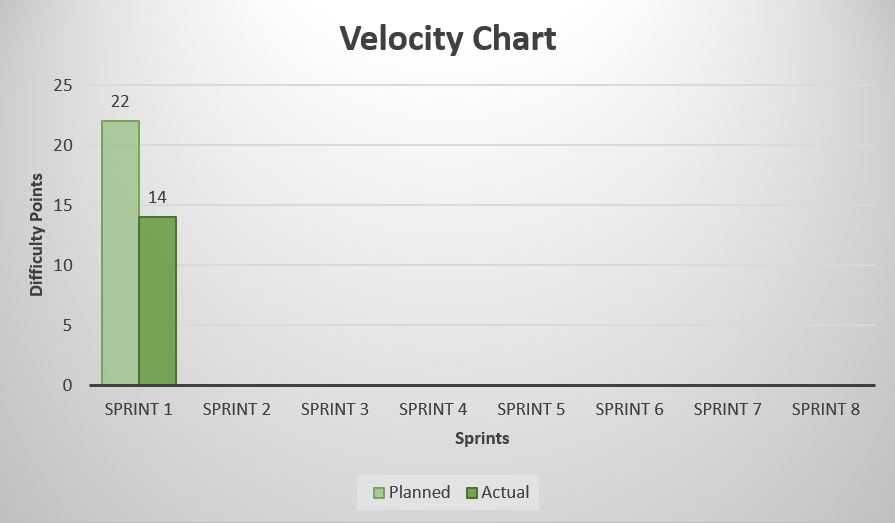 Velocity Chart
25
22
20
14
15
10
5
0
Difficulty Points
SPRINT 1 SPRINT 2 SPRINT 3 SPRINT 4 SPRINT 5 SPRINT 6 SPRINT 7 SPRINT 8
Sprints
Planned Actual